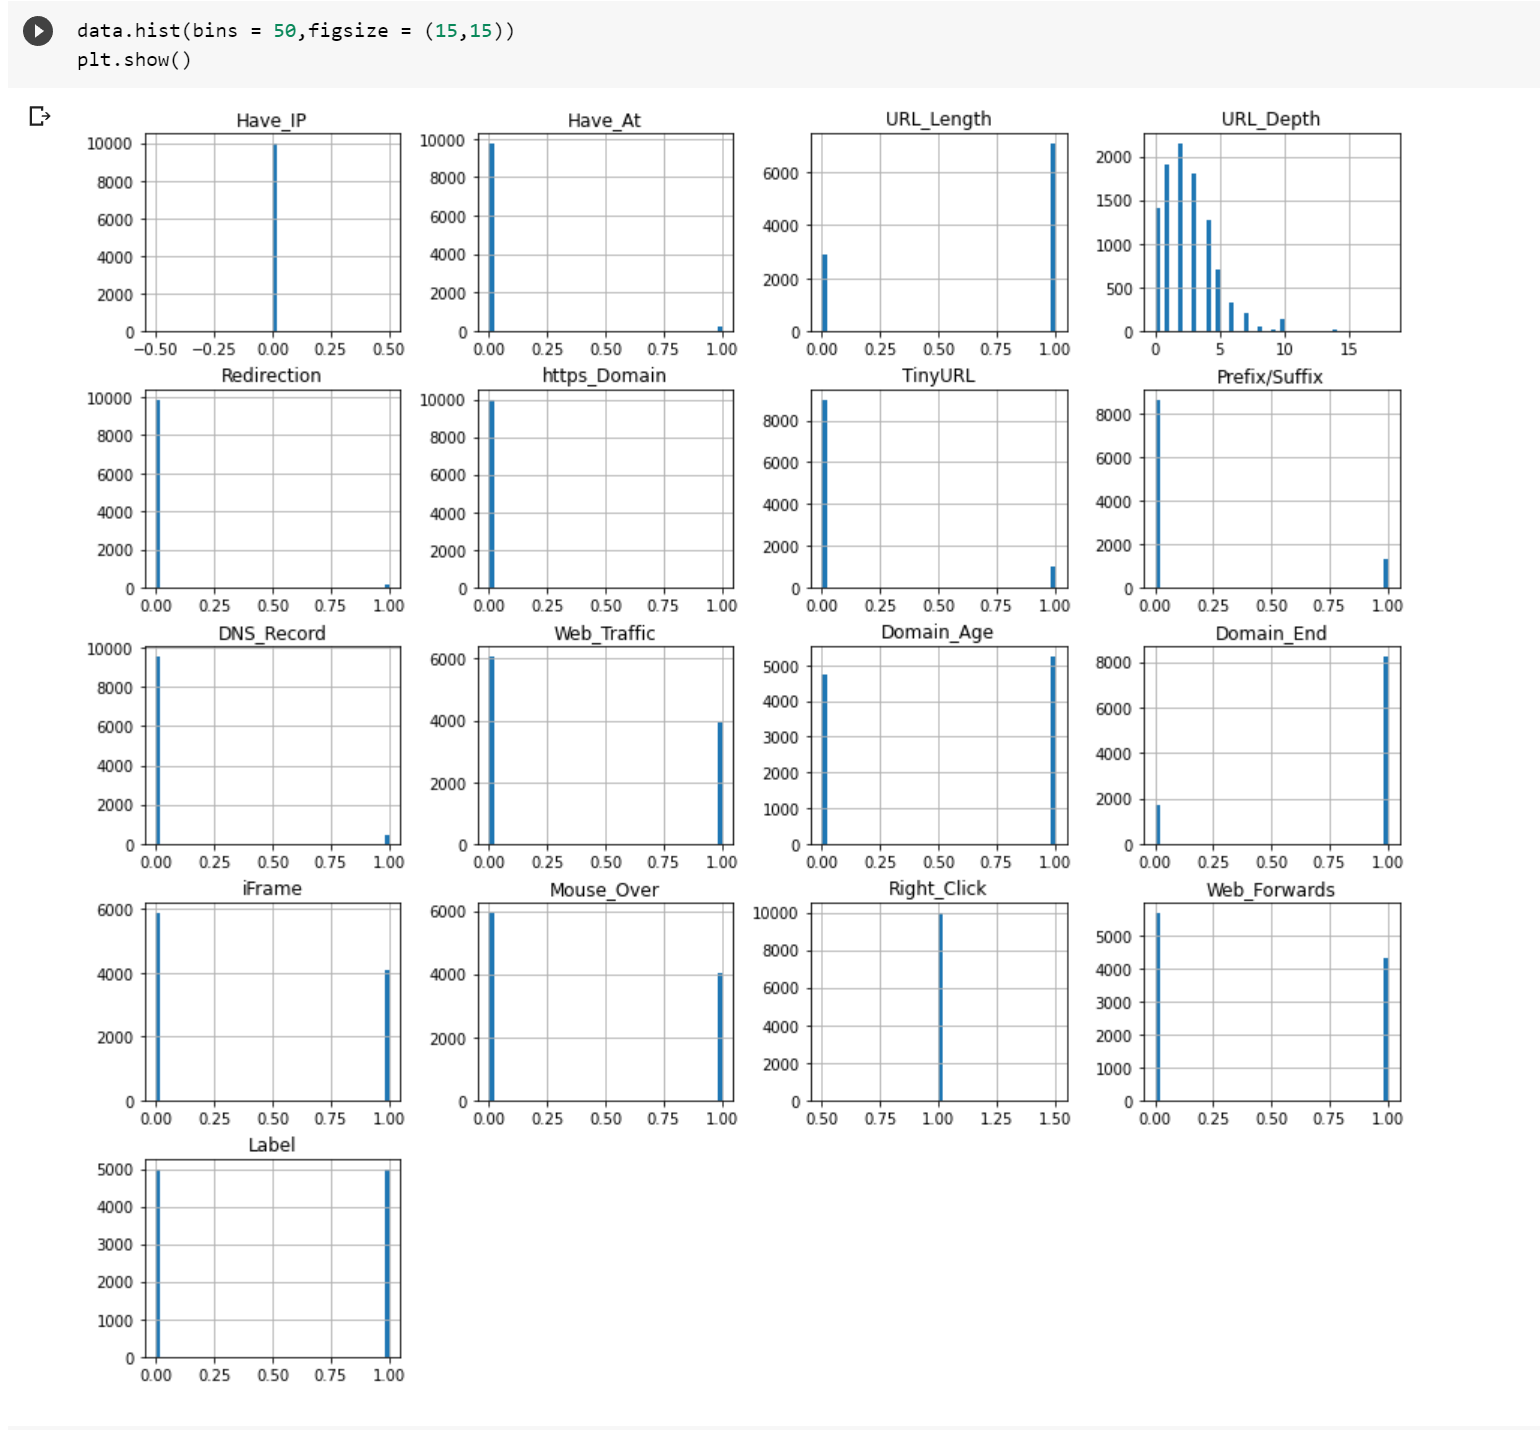 data.hist(bins = 50,figsize = (15,15))
plt.show()
Have_IP
10000
8000
6000
4000
2000
0
−0.50 −0.25 0.00 0.25 0.50
Have_At
10000
8000
6000
4000
2000
0
0.00 0.25 0.50 0.75 1.00
URL_Length
6000
4000
2000
0
0.00 0.25 0.50 0.75 1.00
URL_Depth
2000
1500
1000
500
0
0 5 10 15
Redirection
10000
8000
6000
4000
2000
0
0.00 0.25 0.50 0.75 1.00
https_Domain
10000
8000
6000
4000
2000
0
0.00 0.25 0.50 0.75 1.00
TinyURL
8000
6000
4000
2000
0
0.00 0.25 0.50 0.75 1.00
Prefix/Suffix
8000
6000
4000
2000
0
0.00 0.25 0.50 0.75 1.00
DNS_Record
10000
8000
6000
4000
2000
0
0.00 0.25 0.50 0.75 1.00
Web_Traffic
6000
4000
2000
0
0.00 0.25 0.50 0.75 1.00
Domain_Age
5000
4000
3000
2000
1000
0
0.00 0.25 0.50 0.75 1.00
Domain_End
8000
6000
4000
2000
0
0.00 0.25 0.50 0.75 1.00
iFrame
6000
4000
2000
0
0.00 0.25 0.50 0.75 1.00
Mouse_Over
6000
4000
2000
0
0.00 0.25 0.50 0.75 1.00
Right_Click
10000
8000
6000
4000
2000
0
0.50 0.75 1.00 1.25 1.50
Web_Forwards
5000
4000
3000
2000
1000
0
0.00 0.25 0.50 0.75 1.00
Label
5000
4000
3000
2000
1000
0
0.00 0.25 0.50 0.75 1.00